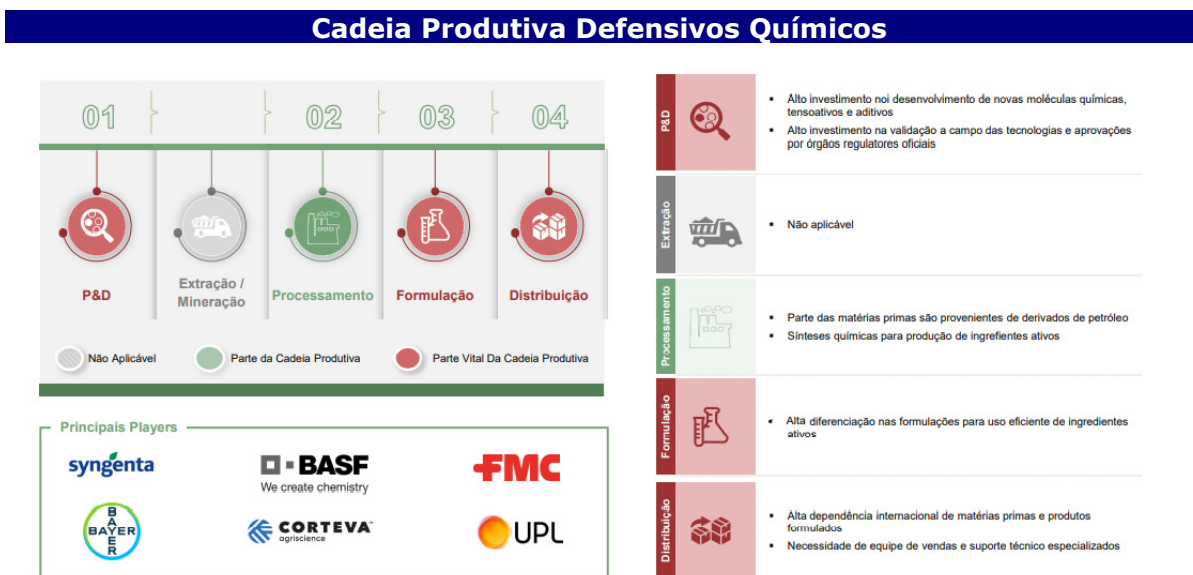 Cadeia Produtiva Defensivos Químicos
01
02
03
04
P&D
Extração /
Mineração
Processamento
Formulação
Distribuição
Não Aplicável
Parte da Cadeia Produtiva
Parte Vital Da Cadeia Produtiva
Principais Players
syngenta
BASF
We create chemistry
FMC
BAYER
BAYER
CORTEVA
agriscience
UPL
P&D
Alto investimento noi desenvolvimento de novas moléculas químicas,
tensoativos e aditivos
Alto investimento na validação a campo das tecnologias e aprovações
por órgãos regulatores oficiais
Extração
Não aplicável
Processamento
Parte das matérias primas são provenientes de derivados de petróleo
Sínteses químicas para produção de ingrefientes ativos
Formulação
Alta diferenciação nas formulações para uso eficiente de ingredientes
ativos
Distribuição
Alta dependência internacional de matérias primas e produtos
formulados
Necessidade de equipe de vendas e suporte técnico especializados